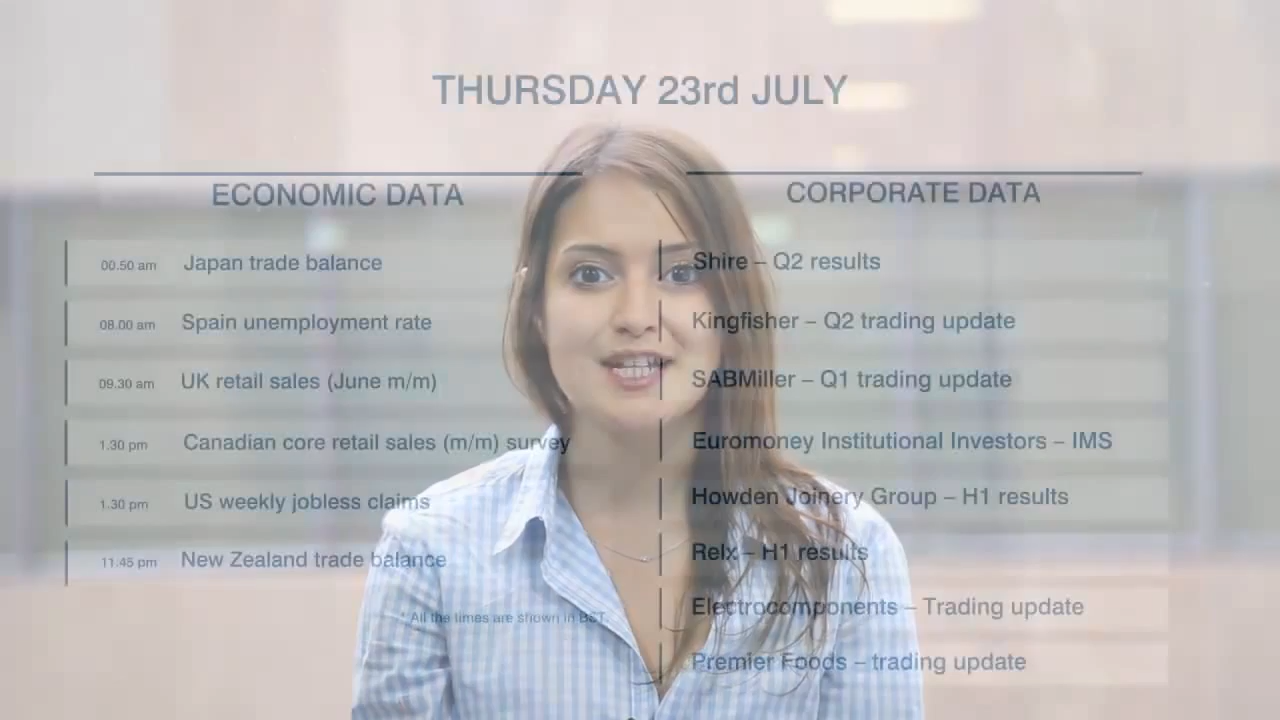 THURSDAY 23rd JULY
ECONOMIC DATA
00.50 am Japan trade balance
08.00 am Spain unemployment rate
09.30 am UK retail sales (June m/m)
1.30 pm Canadian core retail sales (m/m) survey
1.30 pm US weekly jobless claims
11.45 pm New Zealand trade balance
* All the times are shown in BST.
CORPORATE DATA
Shire – Q2 results
Kingfisher – Q2 trading update
SABMiller – Q1 trading update
Euromoney Institutional Investors – IMS
Howden Joinery Group – H1 results
Relx – H1 results
Electrocomponents – Trading update
Premier Foods – trading update